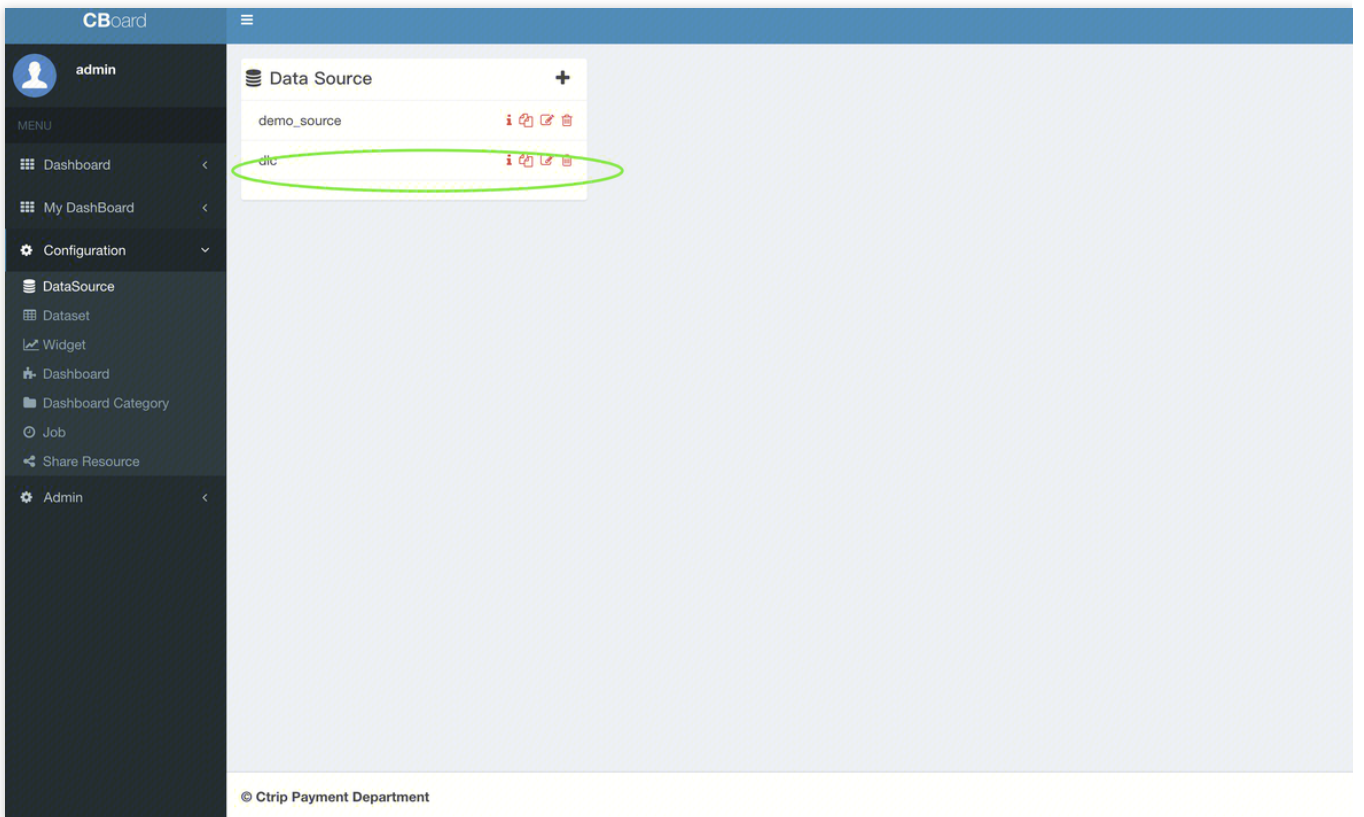 CBoard
admin
MENU
Dashboard
My DashBoard
Configuration
DataSource
Dataset
Widget
Dashboard
Dashboard Category
Job
Share Resource
Admin
Data Source
demo_source
dlc
© Ctrip Payment Department